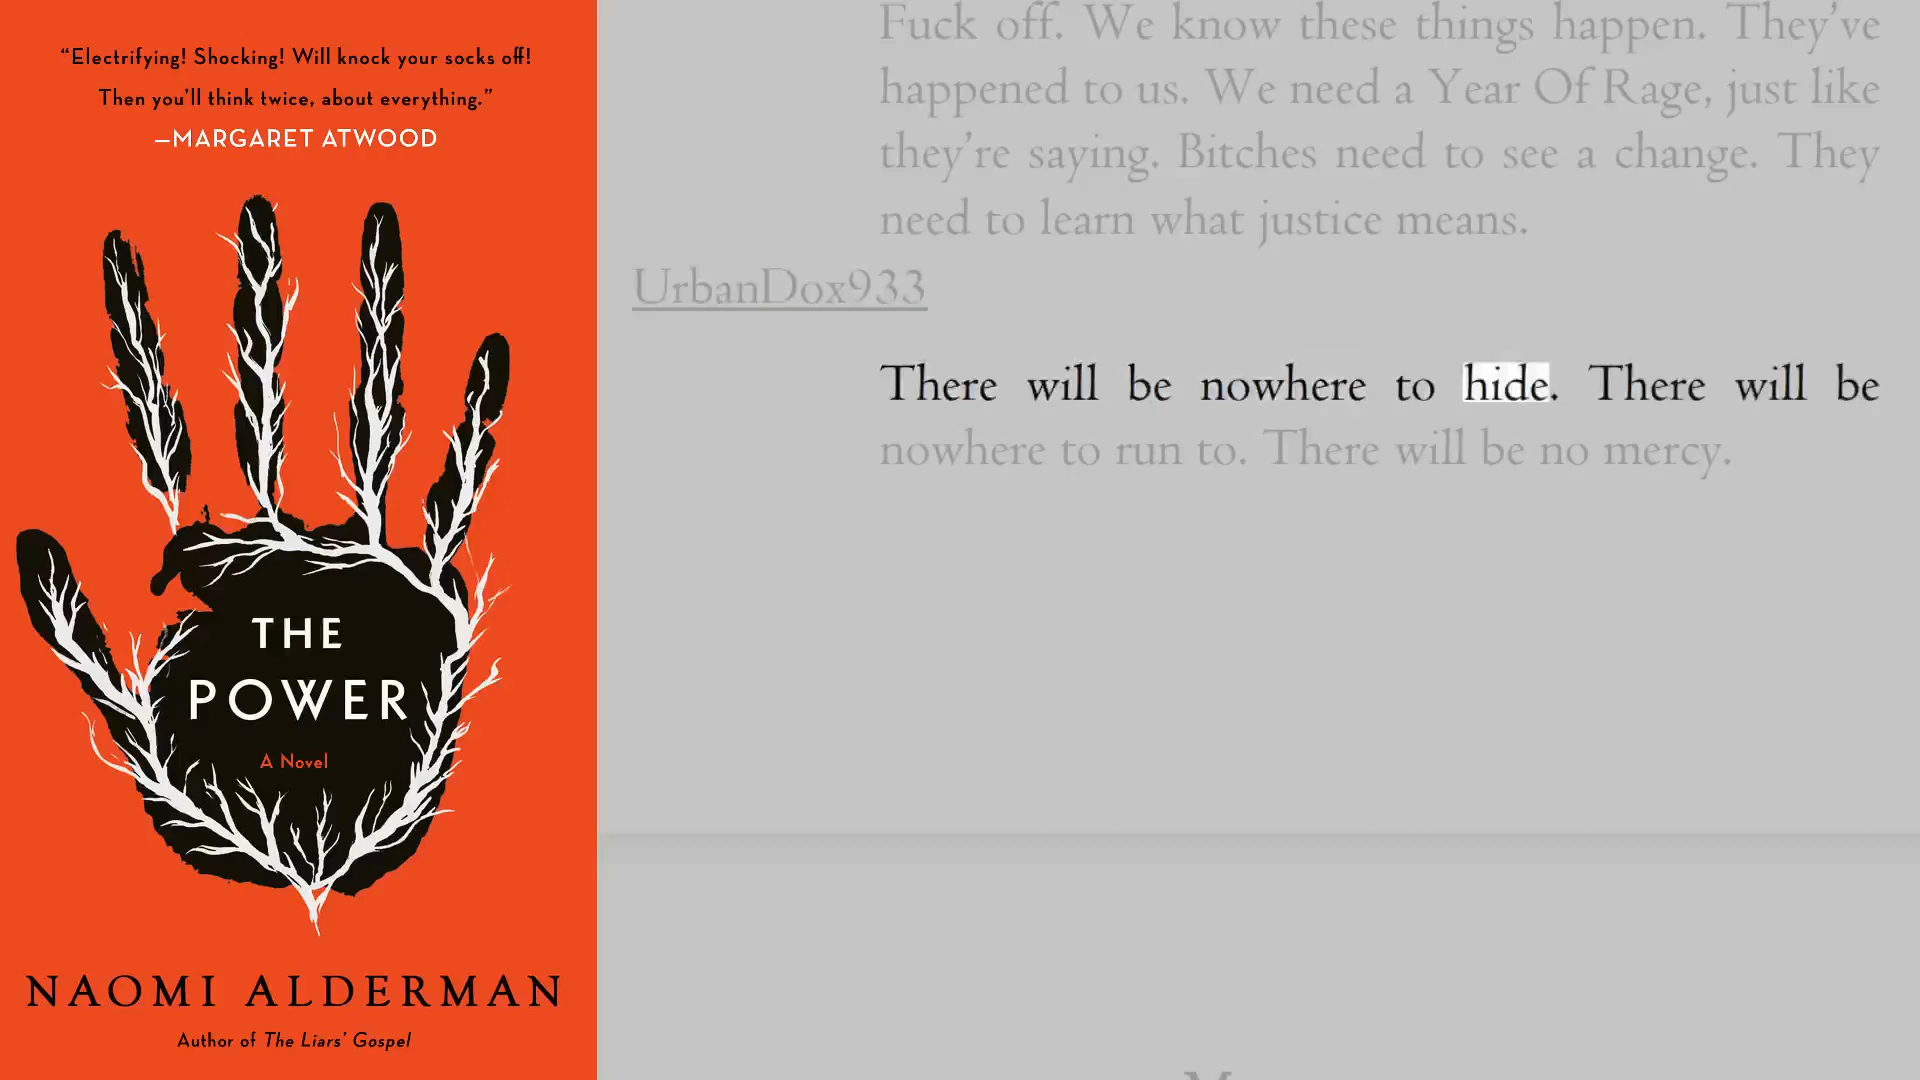 “Electrifying! Shocking! Will knock your socks off!
Then you’ll think twice, about everything.”
—MARGARET ATWOOD
THE
POWER
A Novel
NAOMI ALDERMAN
Author of The Liars’ Gospel
Fuck off. We know these things happen. They’ve
happened to us. We need a Year Of Rage, just like
they’re saying. Bitches need to see a change. They
need to learn what justice means.
UrbanDox933
There will be nowhere to hide. There will be
nowhere to run to. There will be no mercy.